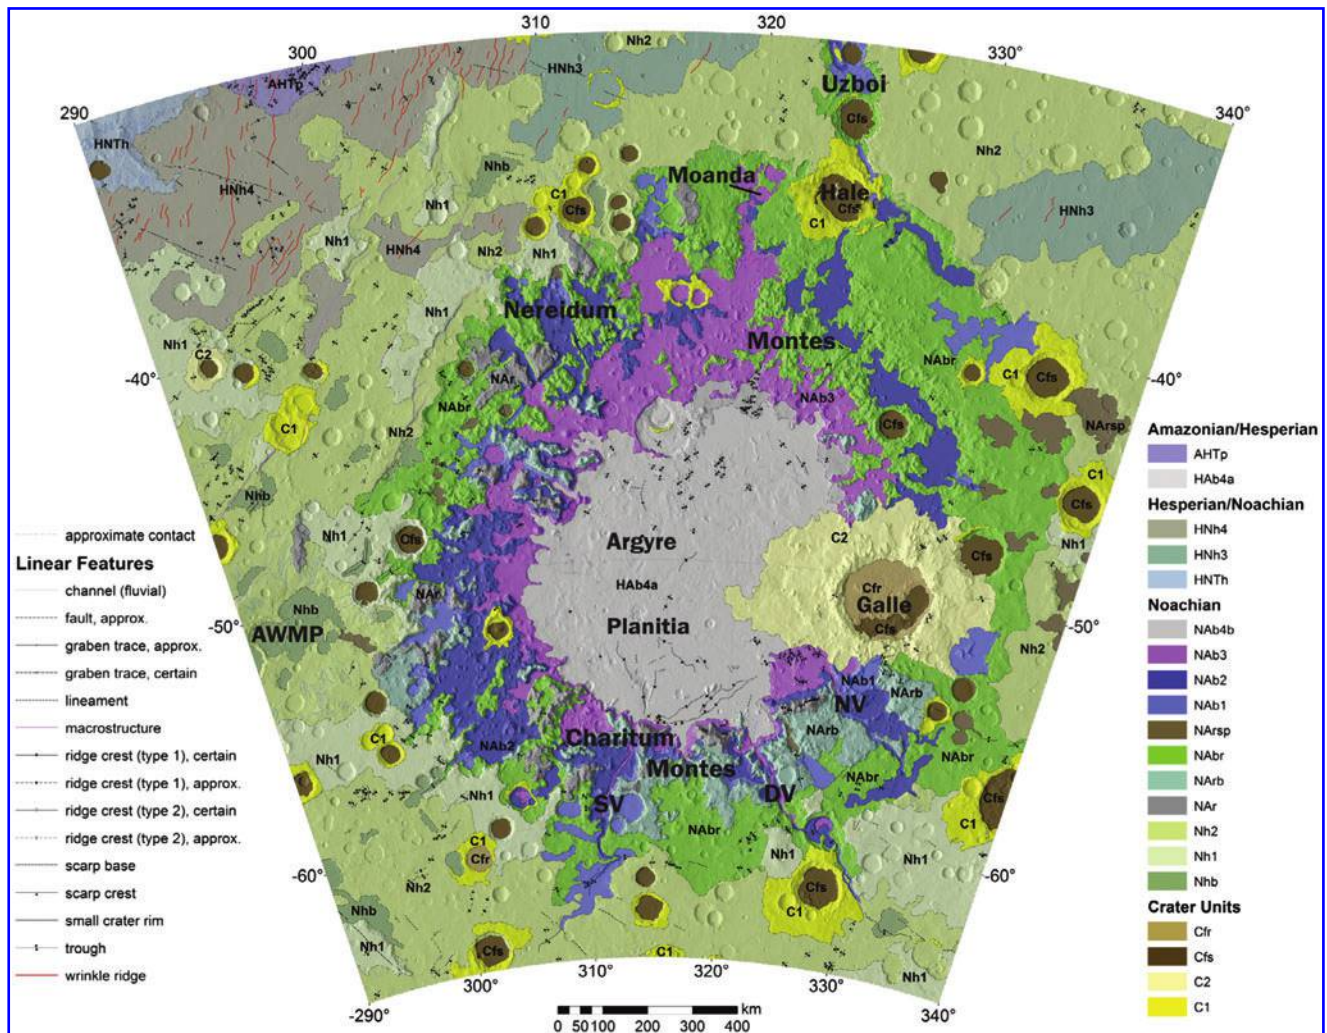 310
320
300
330°
290
340°
Nh2
HNh3
AHTp
Uzboi
Cfs
HNTh
Nh2
Nhb
Moanda
HNh4
C1
Hale
Cfs
Nh1
Cfs
C1
HNh3
Nh1
HNh4
Nh2
Nh1
Nh1
Nereidum
Montes
Nh1
C2
NAr
NAbr
C1
Cfs
-40°
-40°
NAb3
NAbr
NArsp
C1
Nh2
Cfs
C1
Nhb
Cfs
Nh1
Cfs
Argyre
C2
Cfs
Nh1
HAb4a
Cfr
NAr
Galle
Nhb
AWMP
-50°
Planitia
Cfs
-50°
Nh2
NAb1
NArb
NV
C1
Nh1
NAb2
Charitum
NArb
NAbr
Montes
NAbr
Nh1
SV
DV
Cfs
C1
NAbr
C1
Cfr
Nh1
Nh1
-60°
Nh2
Cfs
-60°
C1
Nhb
Nh1
Cfs
C1
Nh1
300°
310°
320°
330°
-290°
340°
km
0 50 100 200 300 400
approximate contact
Linear Features
channel (fluvial)
fault, approx.
graben trace, approx.
graben trace, certain
lineament
macrostructure
ridge crest (type 1), certain
ridge crest (type 1), approx.
ridge crest (type 2), certain
ridge crest (type 2), approx.
scarp base
scarp crest
small crater rim
trough
wrinkle ridge
Amazonian/Hesperian
AHTp
HAb4a
Hesperian/Noachian
HNh4
HNh3
HNTh
Noachian
NAb4b
NAb3
NAb2
NAb1
NArsp
NAbr
NArb
NAr
Nh2
Nh1
Nhb
Crater Units
Cfr
Cfs
C2
C1